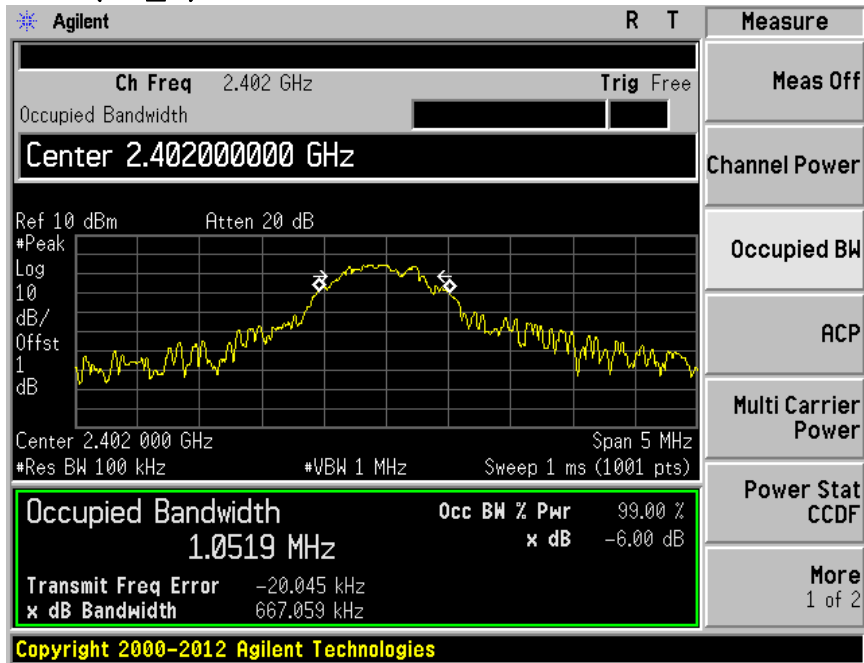 Agilent R T Measure
Ch Freq 2.402 GHz Trig Free
Occupied Bandwidth
Center 2.402000000 GHz
Ref 10 dBm Atten 20 dB
#Peak
Log
10
dB/
Offst
1
dB
Center 2.402 000 GHz Span 5 MHz
#Res BW 100 kHz #VBW 1 MHz Sweep 1 ms (1001 pts)
Occupied Bandwidth Occ BW % Pwr 99.00 %
1.0519 MHz x dB -6.00 dB
Transmit Freq Error -20.045 kHz
x dB Bandwidth 667.059 kHz
Copyright 2000-2012 Agilent Technologies
Meas Off
Channel Power
Occupied BW
ACP
Multi Carrier
Power
Power Stat
CCDF
More
1 of 2